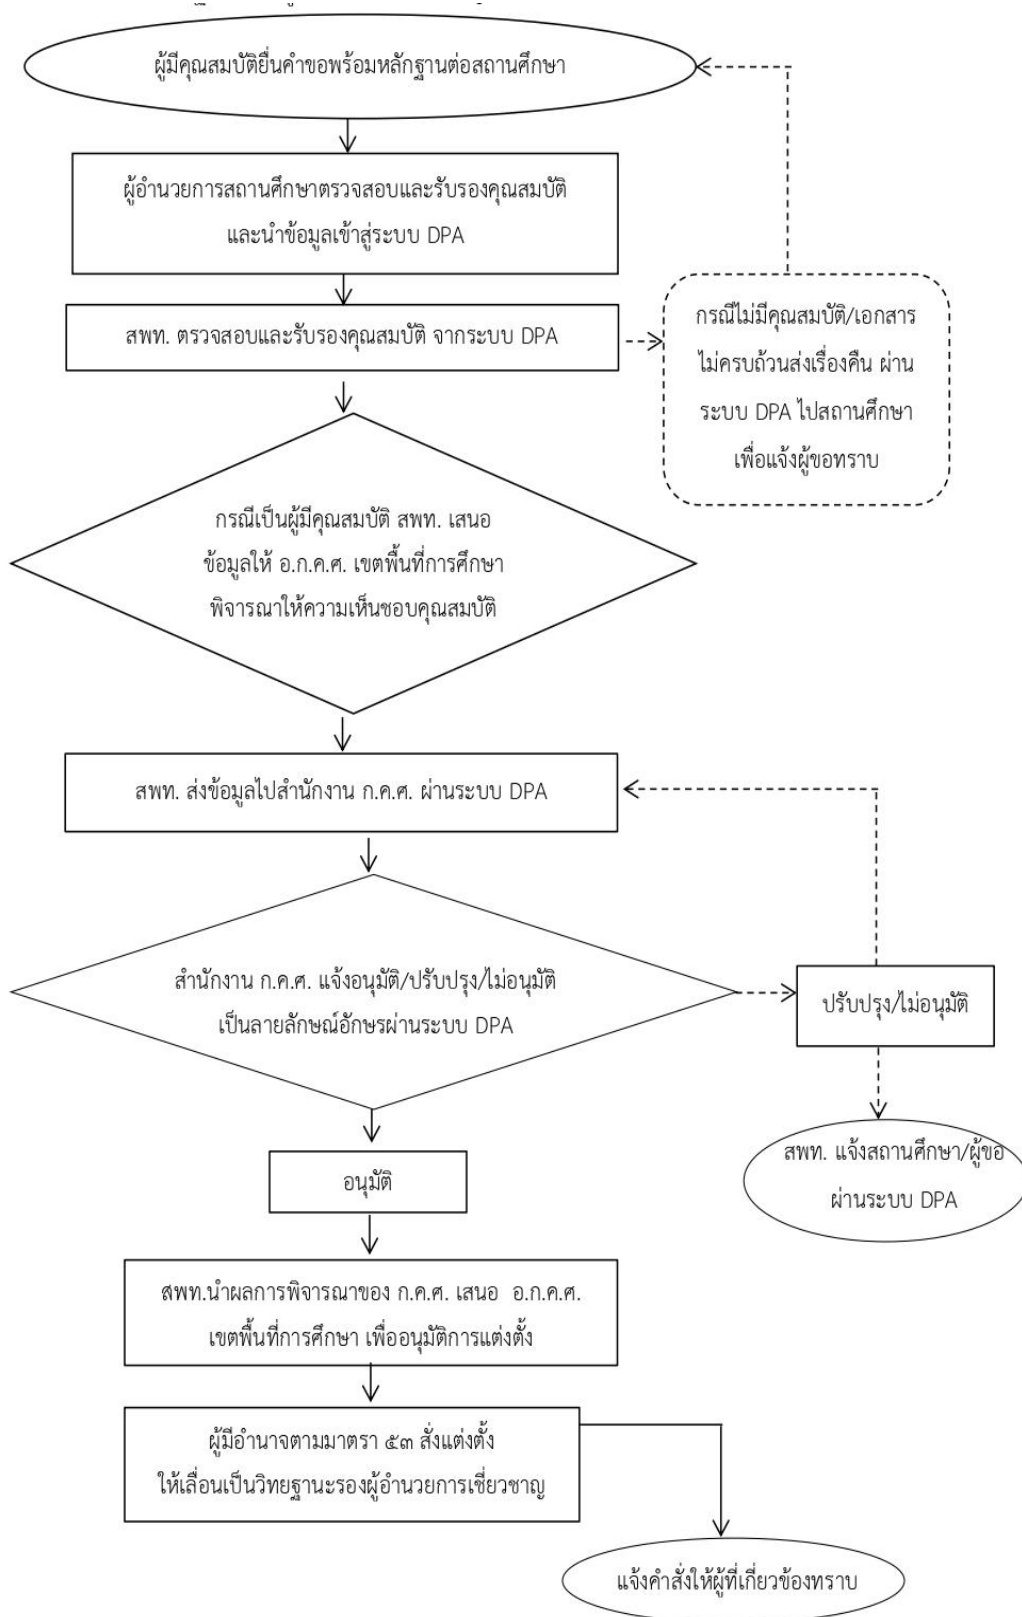 ผู้มีคุณสมบัติยื่นคำขอพร้อมหลักฐานต่อสถานศึกษา
ผู้อำนวยการสถานศึกษาตรวจสอบและรับรองคุณสมบัติ
และนำข้อมูลเข้าสู่ระบบ DPA
สพท. ตรวจสอบและรับรองคุณสมบัติ จากระบบ DPA
กรณีไม่มีคุณสมบัติ/เอกสาร
ไม่ครบถ้วนส่งเรื่องคืน ผ่าน
ระบบ DPA ไปสถานศึกษา
เพื่อแจ้งผู้ขอทราบ
กรณีเป็นผู้มีคุณสมบัติ สพท. เสนอ
ข้อมูลให้ อ.ก.ค.ศ. เขตพื้นที่การศึกษา
พิจารณาให้ความเห็นชอบคุณสมบัติ
สพท. ส่งข้อมูลไปสำนักงาน ก.ค.ศ. ผ่านระบบ DPA
สำนักงาน ก.ค.ศ. แจ้งอนุมัติ/ปรับปรุง/ไม่อนุมัติ
เป็นลายลักษณ์อักษรผ่านระบบ DPA
ปรับปรุง/ไม่อนุมัติ
สพท. แจ้งสถานศึกษา/ผู้ขอ
ผ่านระบบ DPA
อนุมัติ
สพท.นำผลการพิจารณาของ ก.ค.ศ. เสนอ อ.ก.ค.ศ.
เขตพื้นที่การศึกษา เพื่ออนุมัติการแต่งตั้ง
ผู้มีอำนาจตามมาตรา ๕๓ สั่งแต่งตั้ง
ให้เลื่อนเป็นวิทยฐานะรองผู้อำนวยการเชี่ยวชาญ
แจ้งคำสั่งให้ผู้ที่เกี่ยวข้องทราบ